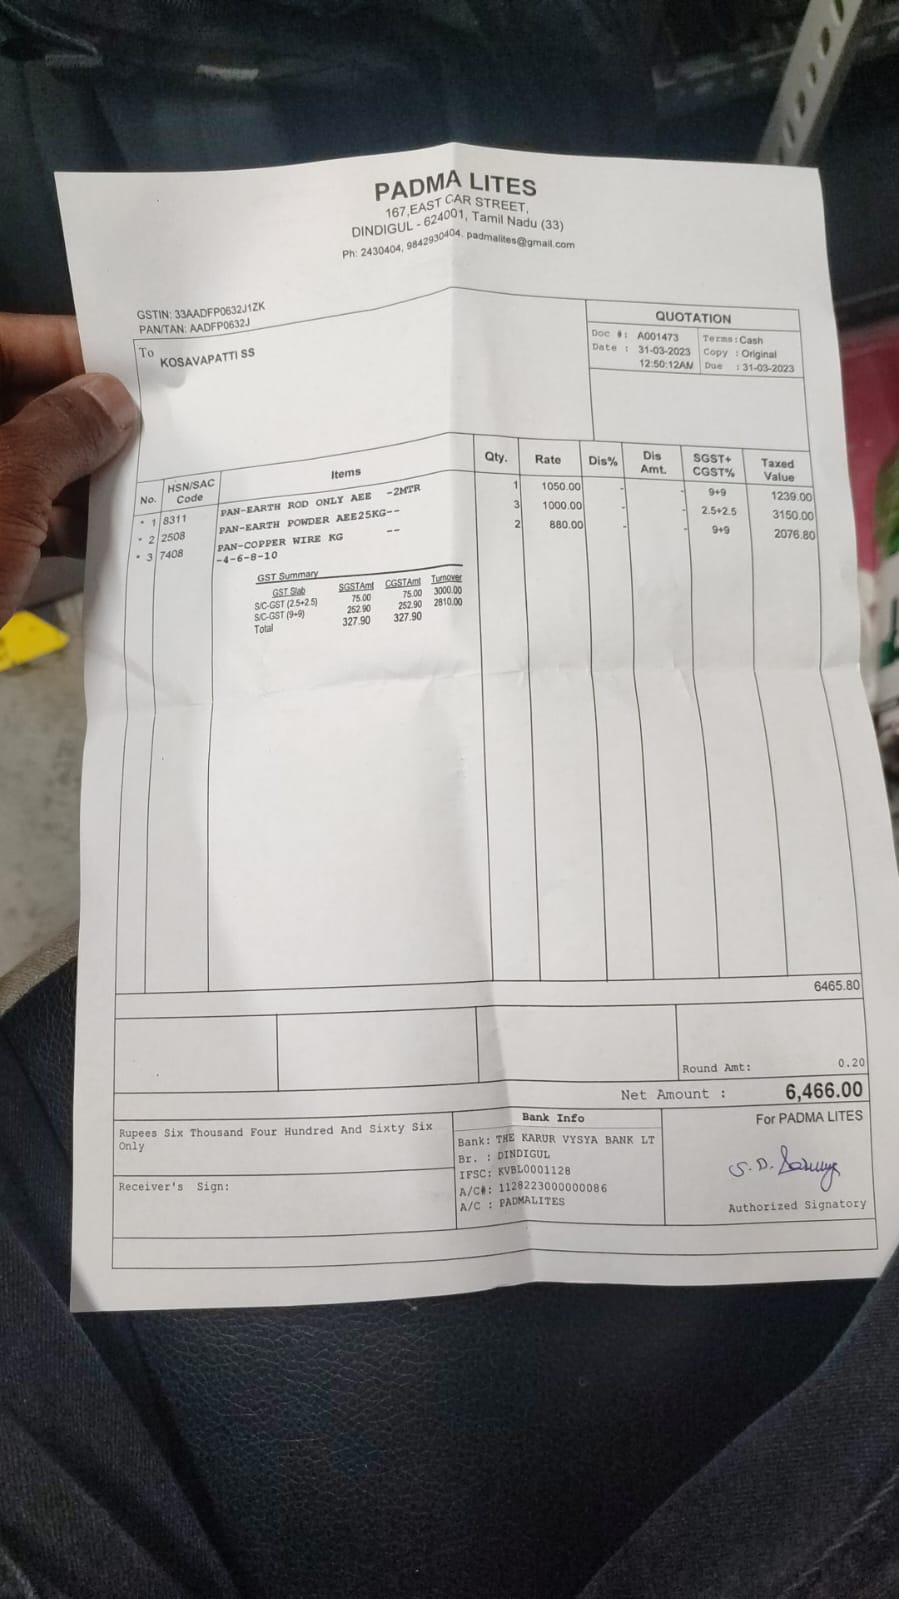 PADMA LITES
167,EAST CAR STREET,
DINDIGUL - 624001, Tamil Nadu (33)
Ph: 2430404, 9842930404, padmalites@gmail.com
GSTIN: 33AADFP0632J1ZK
PAN/TAN: AADFP0632J
To
KOSAVAPATTI SS
QUOTATION
Doc #: A001473 Terms:Cash
Date : 31-03-2023 Copy : Original
12:50:12AM Due : 31-03-2023
No. HSN/SAC Code Items Qty. Rate Dis% Dis Amt. SGST+ CGST% Taxed Value
* 1 8311 PAN-EARTH ROD ONLY AEE -2MTR 1 1050.00 - - 9+9 1239.00
* 2 2508 PAN-EARTH POWDER AEE25KG-- 3 1000.00 - - 2.5+2.5 3150.00
* 3 7408 PAN-COPPER WIRE KG -- 2 880.00 - - 9+9 2076.80
-4-6-8-10
GST Summary
GST Slab SGSTAmt CGSTAmt Turnover
S/C-GST (2.5+2.5) 75.00 75.00 3000.00
S/C-GST (9+9) 252.90 252.90 2810.00
Total 327.90 327.90
6465.80
Round Amt: 0.20
Net Amount : 6,466.00
Rupees Six Thousand Four Hundred And Sixty Six
Only
Receiver's Sign:
Bank Info
Bank: THE KARUR VYSYA BANK LT
Br. : DINDIGUL
IFSC: KVBL0001128
A/C#: 1128223000000086
A/C : PADMALITES
For PADMA LITES
S. D.
Authorized Signatory